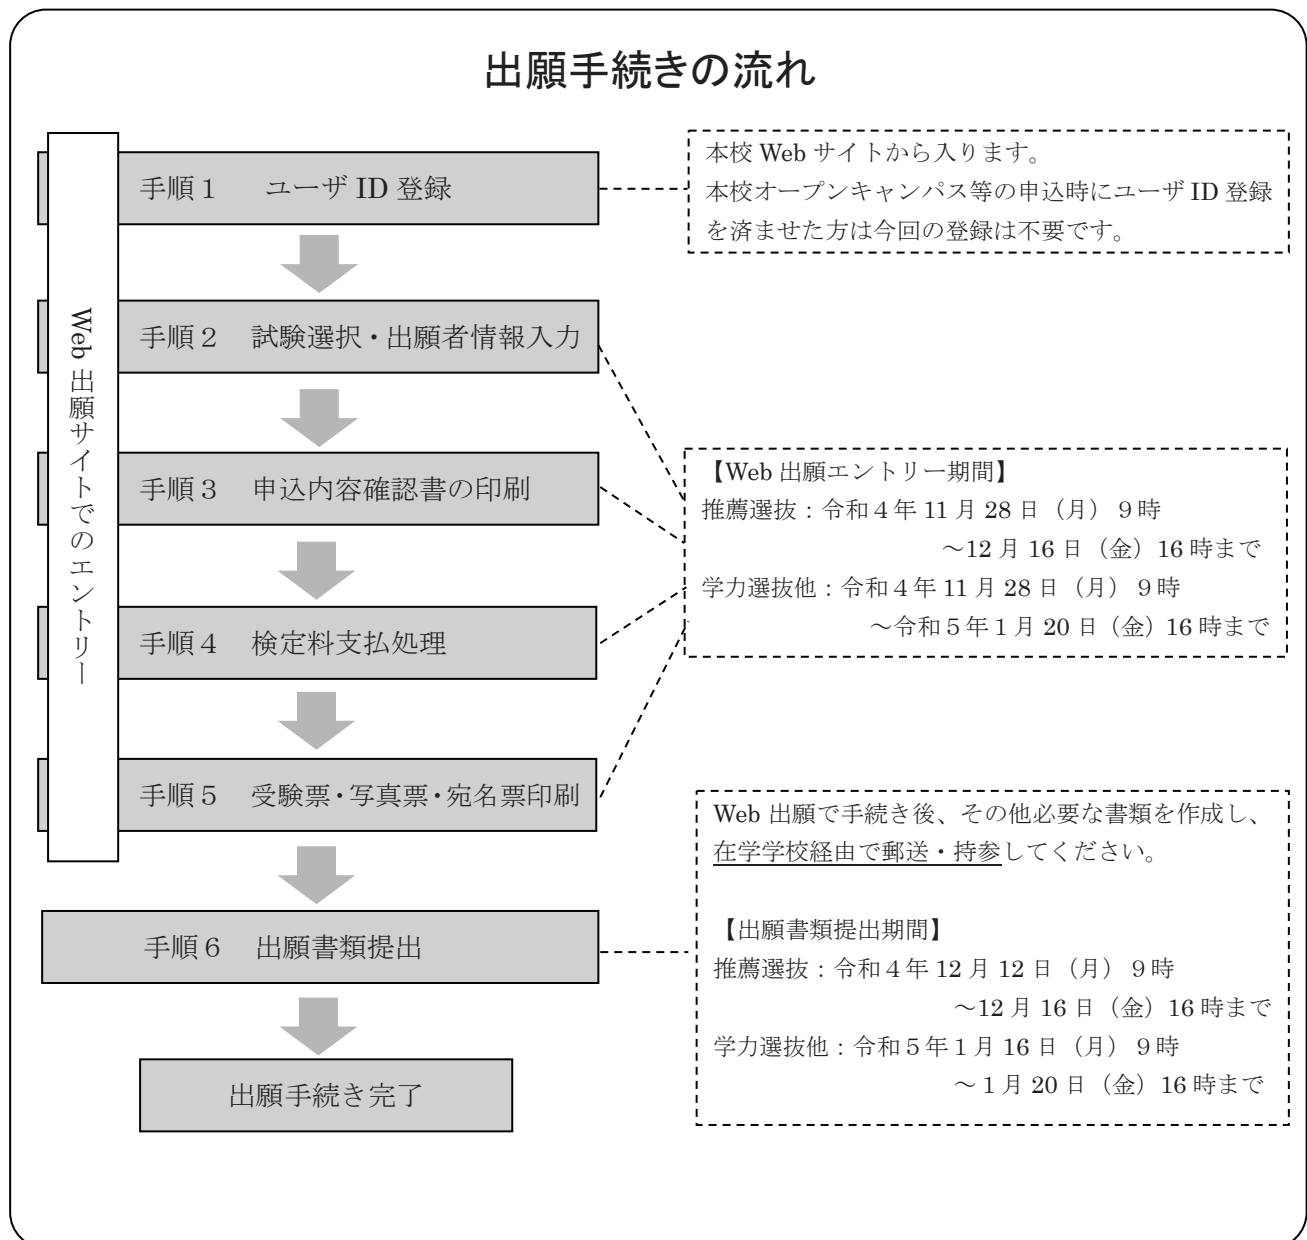 出願手続きの流れ
Web 出願サイトでのエントリー
手順１　ユーザ ID 登録
本校 Web サイトから入ります。
本校オープンキャンパス等の申込時にユーザ ID 登録
を済ませた方は今回の登録は不要です。
手順２　試験選択・出願者情報入力
手順３　申込内容確認書の印刷
手順４　検定料支払処理
手順５　受験票・写真票・宛名票印刷
【Web 出願エントリー期間】
推薦選抜：令和４年 11 月 28 日（月）９時
～12 月 16 日（金）16 時まで
学力選抜他：令和４年 11 月 28 日（月）９時
～令和５年１月 20 日（金）16 時まで
手順６　出願書類提出
Web 出願で手続き後、その他必要な書類を作成し、
在学学校経由で郵送・持参してください。
【出願書類提出期間】
推薦選抜：令和４年 12 月 12 日（月）９時
～12 月 16 日（金）16 時まで
学力選抜他：令和５年１月 16 日（月）９時
～１月 20 日（金）16 時まで
出願手続き完了